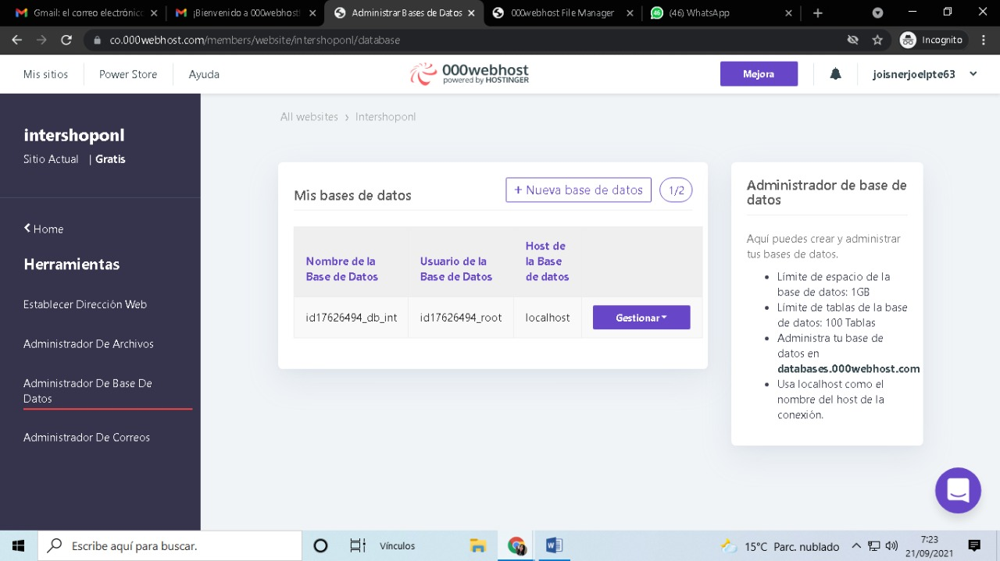 Gmail: el correo electrónic
¡Bienvenido a 000webhost!
Administrar Bases de Datos
000webhost File Manager
46
(46) WhatsApp
co.000webhost.com/members/website/intershoponl/database
Incognito
Mis sitios
Power Store
Ayuda
000webhost
powered by HOSTINGER
Mejora
joisnerjoelpte63
intershoponl
Sitio Actual | Gratis
Home
Herramientas
Establecer Dirección Web
Administrador De Archivos
Administrador De Base De
Datos
Administrador De Correos
All websites › Intershoponl
Mis bases de datos
+ Nueva base de datos
1/2
Nombre de la
Base de Datos
Usuario de la
Base de Datos
Host de
la Base
de datos
id17626494_db_int
id17626494_root
localhost
Gestionar
Administrador de base de
datos
Aquí puedes crear y administrar
tus bases de datos.
• Límite de espacio de la
base de datos: 1GB
• Límite de tablas de la base
de datos: 100 Tablas
• Administra tu base de
datos en
databases.000webhost.com
• Usa localhost como el
nombre del host de la
conexión.
Escribe aquí para buscar.
Vínculos
15°C Parc. nublado
7:23
21/09/2021